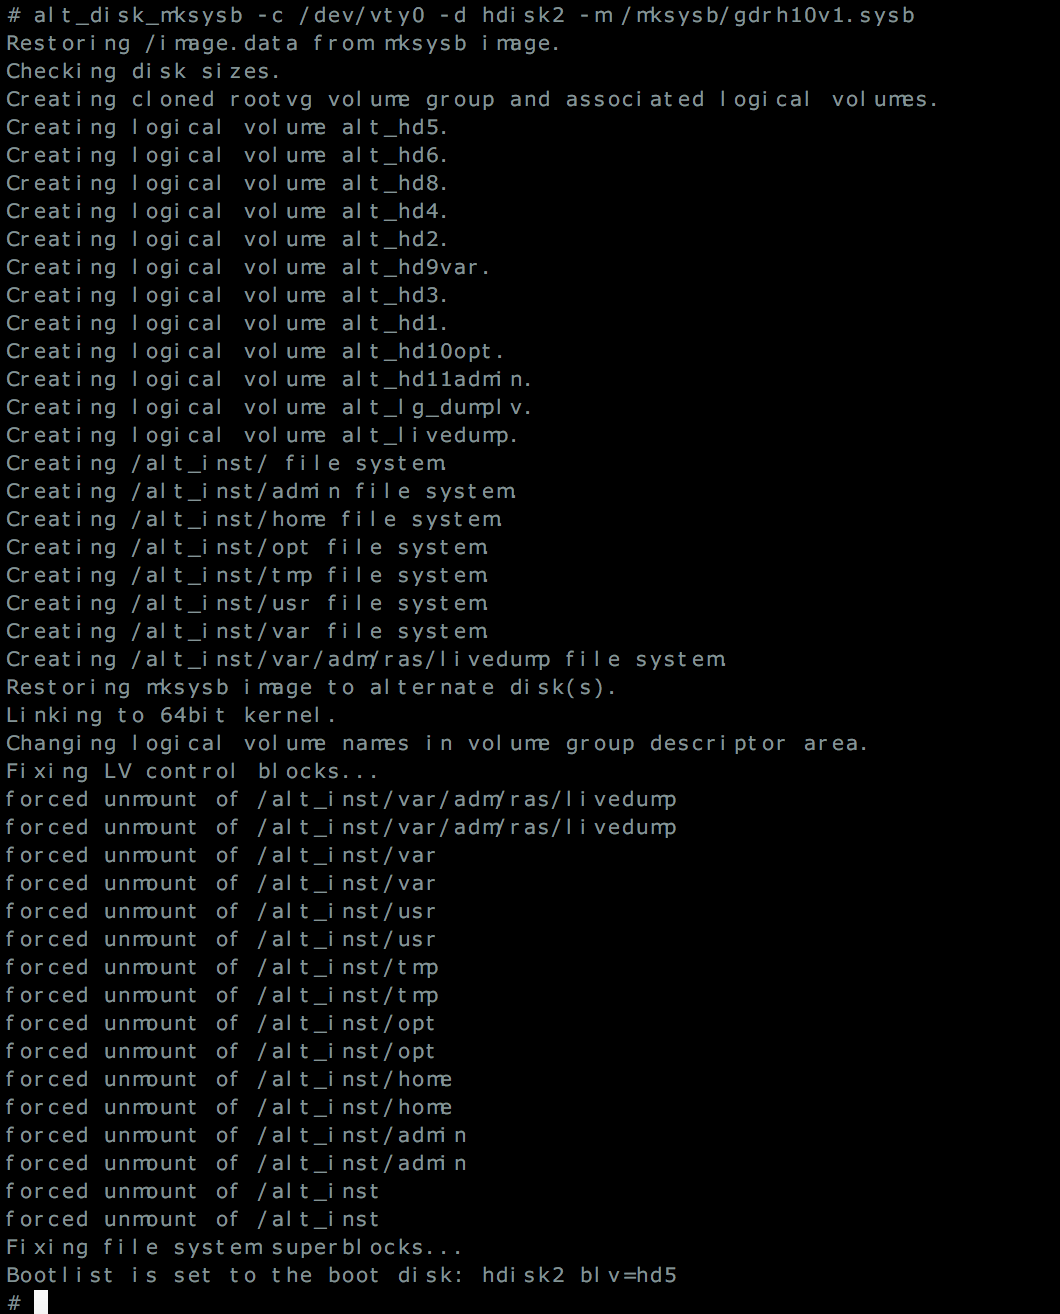 # alt_disk_mksysb -c /dev/vty0 -d hdisk2 -m /mksysb/gdrh10v1.sysb
Restoring /image.data from mksysb image.
Checking disk sizes.
Creating cloned rootvg volume group and associated logical volumes.
Creating logical volume alt_hd5.
Creating logical volume alt_hd6.
Creating logical volume alt_hd8.
Creating logical volume alt_hd4.
Creating logical volume alt_hd2.
Creating logical volume alt_hd9var.
Creating logical volume alt_hd3.
Creating logical volume alt_hd1.
Creating logical volume alt_hd10opt.
Creating logical volume alt_hd11admin.
Creating logical volume alt_lg_dumplv.
Creating logical volume alt_livedump.
Creating /alt_inst/ file system.
Creating /alt_inst/admin file system.
Creating /alt_inst/home file system.
Creating /alt_inst/opt file system.
Creating /alt_inst/tmp file system.
Creating /alt_inst/usr file system.
Creating /alt_inst/var file system.
Creating /alt_inst/var/adm/ras/livedump file system.
Restoring mksysb image to alternate disk(s).
Linking to 64bit kernel.
Changing logical volume names in volume group descriptor area.
Fixing LV control blocks...
forced unmount of /alt_inst/var/adm/ras/livedump
forced unmount of /alt_inst/var/adm/ras/livedump
forced unmount of /alt_inst/var
forced unmount of /alt_inst/var
forced unmount of /alt_inst/usr
forced unmount of /alt_inst/usr
forced unmount of /alt_inst/tmp
forced unmount of /alt_inst/tmp
forced unmount of /alt_inst/opt
forced unmount of /alt_inst/opt
forced unmount of /alt_inst/home
forced unmount of /alt_inst/home
forced unmount of /alt_inst/admin
forced unmount of /alt_inst/admin
forced unmount of /alt_inst
forced unmount of /alt_inst
Fixing file system superblocks...
Bootlist is set to the boot disk: hdisk2 blv=hd5
#